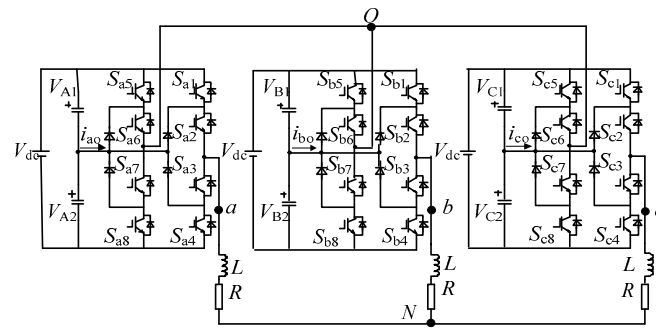 O
V_A1 S_a5 S_a1 V_B1 S_b5 S_b1 V_C1 S_c5 S_c1
i_ao S_a6 S_a2 i_bo S_b6 S_b2 i_co S_c6 S_c2
V_dc S_a7 S_a3 V_dc S_b7 S_b3 V_dc S_c7 S_c3
V_A2 a V_B2 b V_C2
S_a8 S_a4 S_b8 S_b4 S_c8 S_c4
L L L
R R R
N